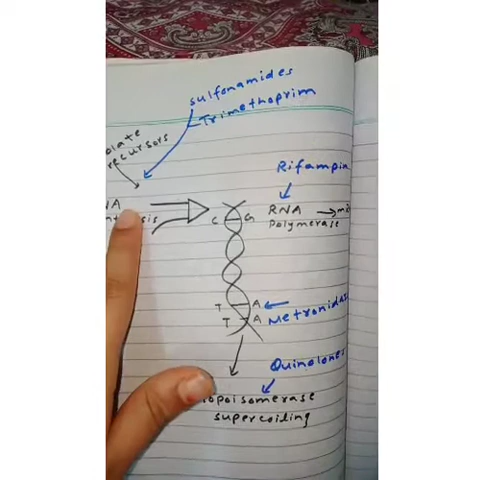 sulfonamides
Trimethoprim
Rifampin
RNA
Polymerase
C G
T A
T A
Metronidaz
Quinolones
supercoiling